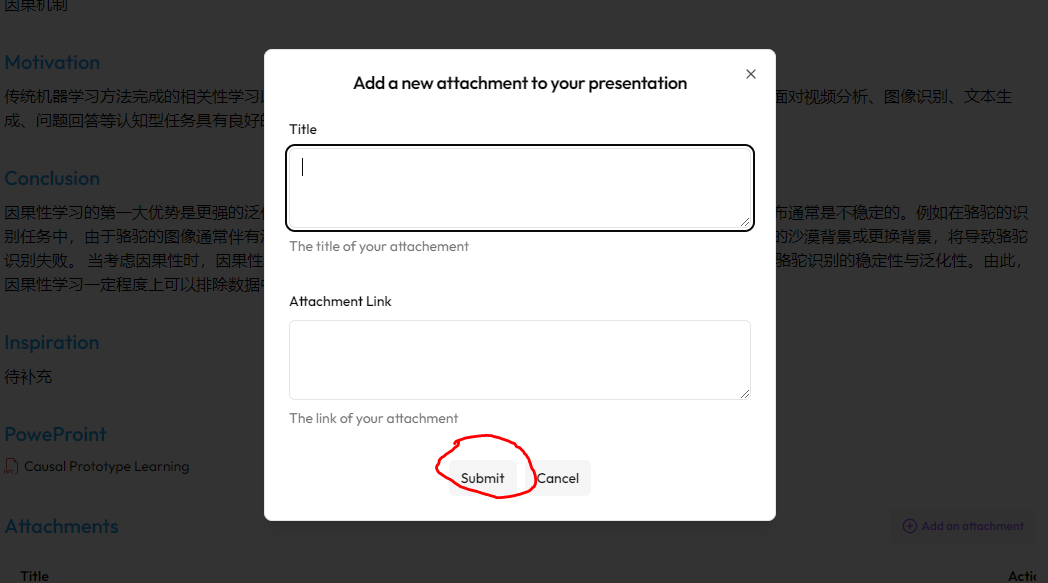 因果机制
Motivation
传统机器学习方法完成的相关性学习以
面对视频分析、图像识别、文本生
成、问题回答等认知型任务具有良好的
Conclusion
因果性学习的第一大优势是更强的泛化
布通常是不稳定的。例如在骆驼的识
别任务中，由于骆驼的图像通常伴有沙
的沙漠背景或更换背景，将导致骆驼
识别失败。 当考虑因果性时，因果性
骆驼识别的稳定性与泛化性。由此，
因果性学习一定程度上可以排除数据中
Inspiration
待补充
PoweProint
Causal Prototype Learning
Attachments
Add an attachment
Title
Actio
Add a new attachment to your presentation
Title
The title of your attachement
Attachment Link
The link of your attachment
Submit
Cancel